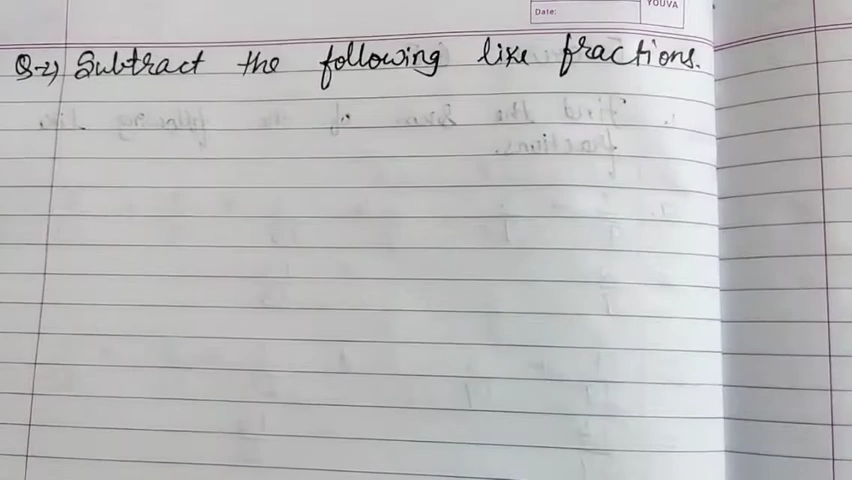 YOUVA
Date:
Q-2) Subtract the following like fractions.